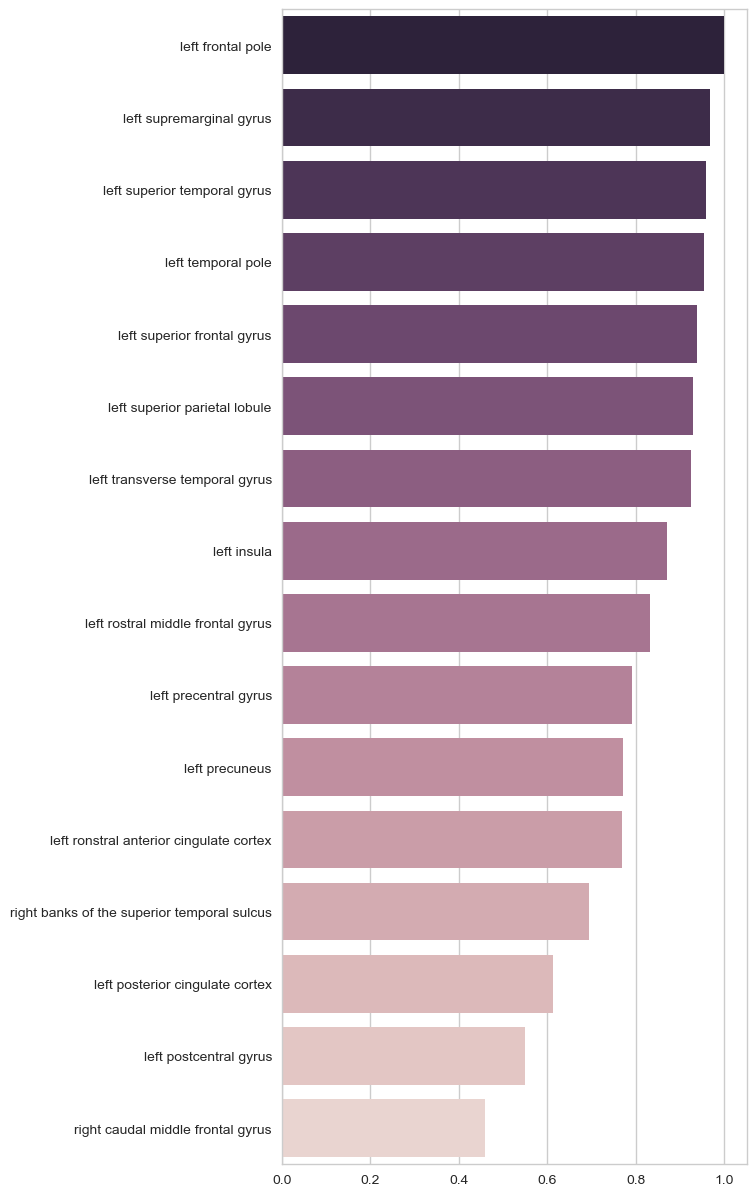 left frontal pole
left supremarginal gyrus
left superior temporal gyrus
left temporal pole
left superior frontal gyrus
left superior parietal lobule
left transverse temporal gyrus
left insula
left rostral middle frontal gyrus
left precentral gyrus
left precuneus
left ronstral anterior cingulate cortex
right banks of the superior temporal sulcus
left posterior cingulate cortex
left postcentral gyrus
right caudal middle frontal gyrus
0.0 0.2 0.4 0.6 0.8 1.0